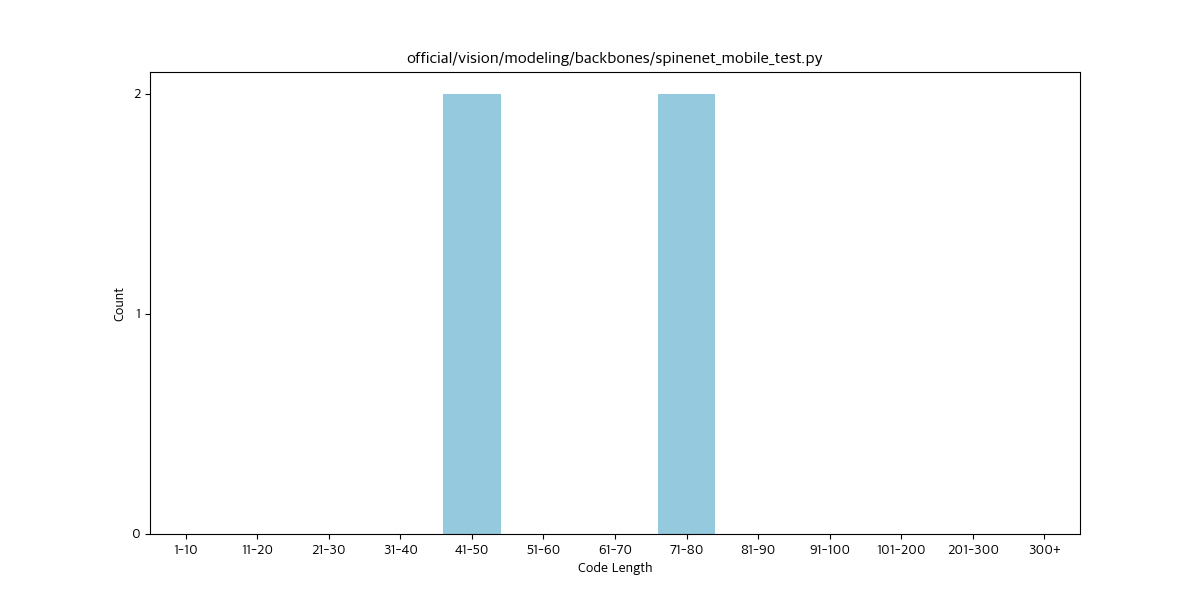 official/vision/modeling/backbones/spinenet_mobile_test.py
Count
2
1
0
1-10 11-20 21-30 31-40 41-50 51-60 61-70 71-80 81-90 91-100 101-200 201-300 300+
Code Length